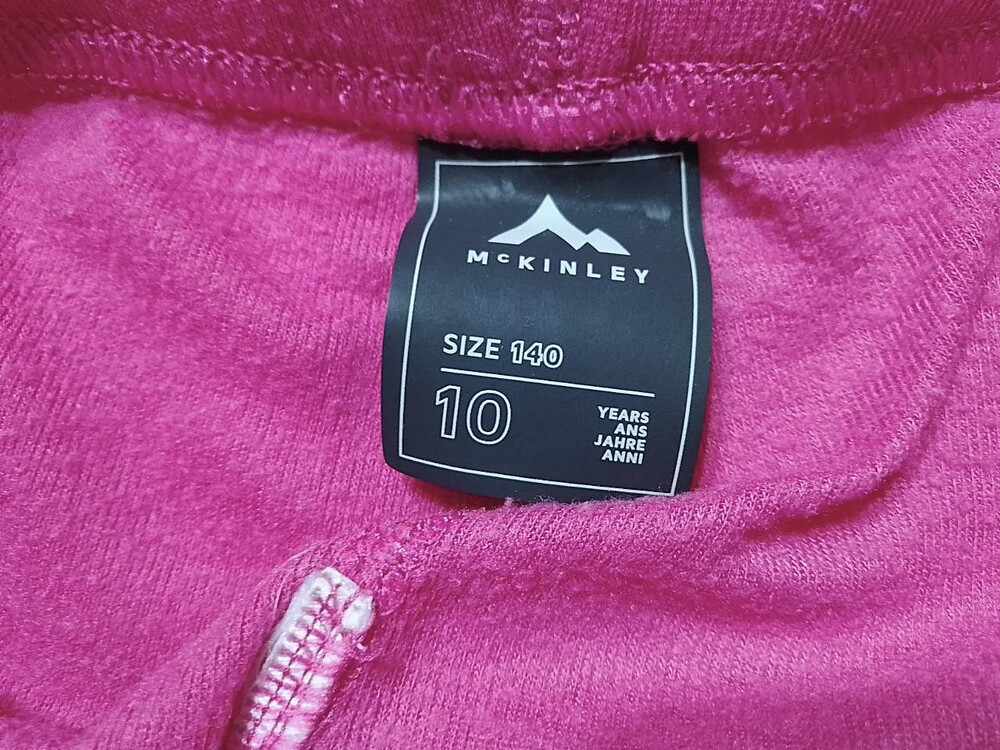 McKINLEY
SIZE 140
10
YEARS
ANS
JAHRE
ANNI